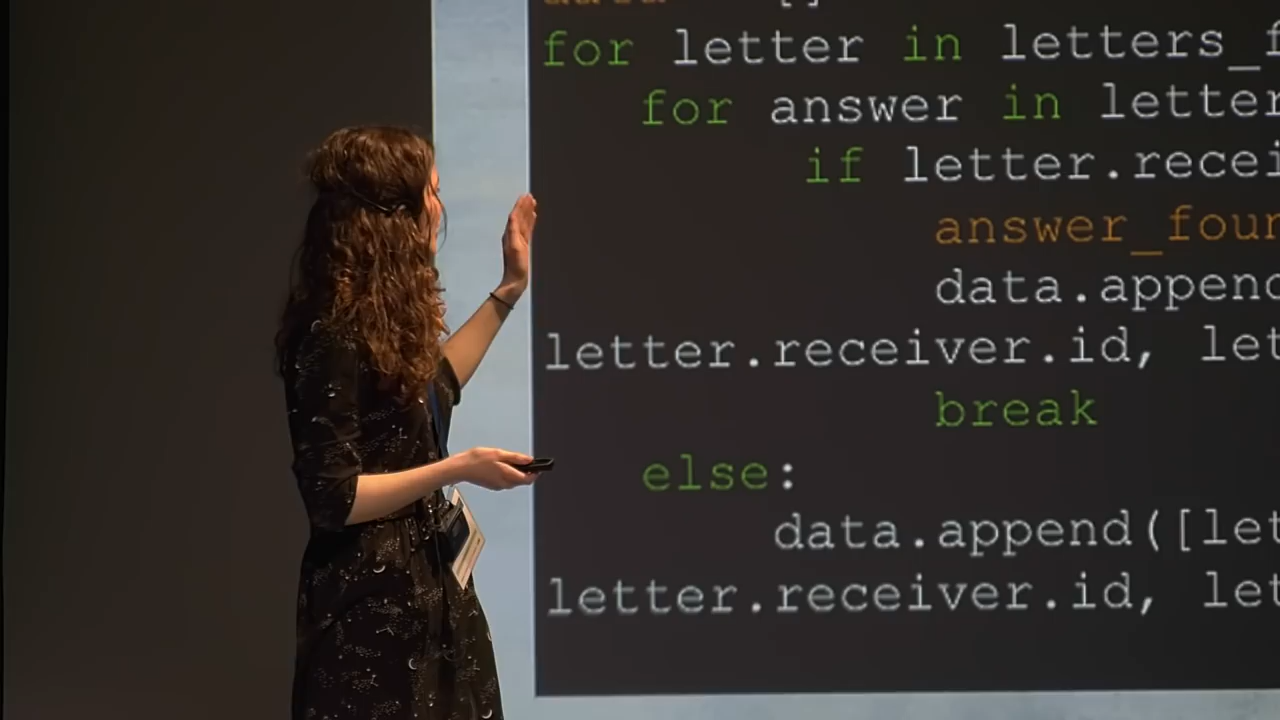 []
for letter in letters_f
for answer in letter
if letter.recei
answer_foun
data.append
letter.receiver.id, let
break
else:
data.append([let
letter.receiver.id, let